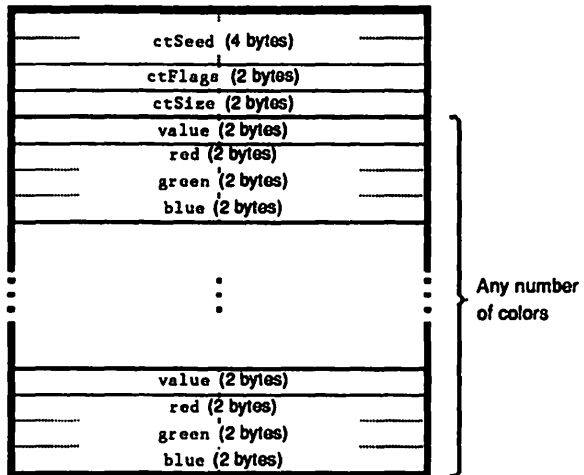 ctSeed (4 bytes)
ctFlags (2 bytes)
ctSize (2 bytes)
value (2 bytes)
red (2 bytes)
green (2 bytes)
blue (2 bytes)
Any number
of colors
value (2 bytes)
red (2 bytes)
green (2 bytes)
blue (2 bytes)